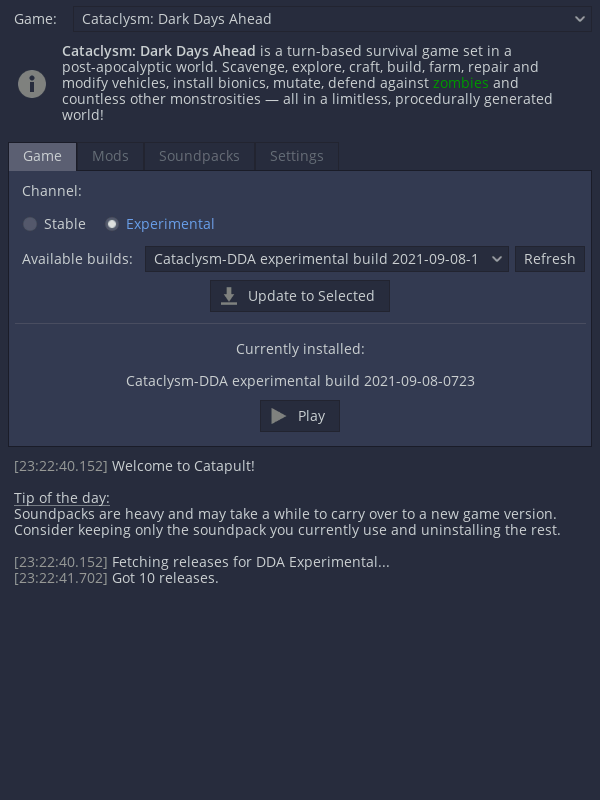 Game: Cataclysm: Dark Days Ahead
Cataclysm: Dark Days Ahead is a turn-based survival game set in a
post-apocalyptic world. Scavenge, explore, craft, build, farm, repair and
modify vehicles, install bionics, mutate, defend against zombies and
countless other monstrosities — all in a limitless, procedurally generated
world!
Game Mods Soundpacks Settings
Channel:
Stable Experimental
Available builds: Cataclysm-DDA experimental build 2021-09-08-1 Refresh
Update to Selected
Currently installed:
Cataclysm-DDA experimental build 2021-09-08-0723
Play
[23:22:40.152] Welcome to Catapult!
Tip of the day:
Soundpacks are heavy and may take a while to carry over to a new game version.
Consider keeping only the soundpack you currently use and uninstalling the rest.
[23:22:40.152] Fetching releases for DDA Experimental...
[23:22:41.702] Got 10 releases.